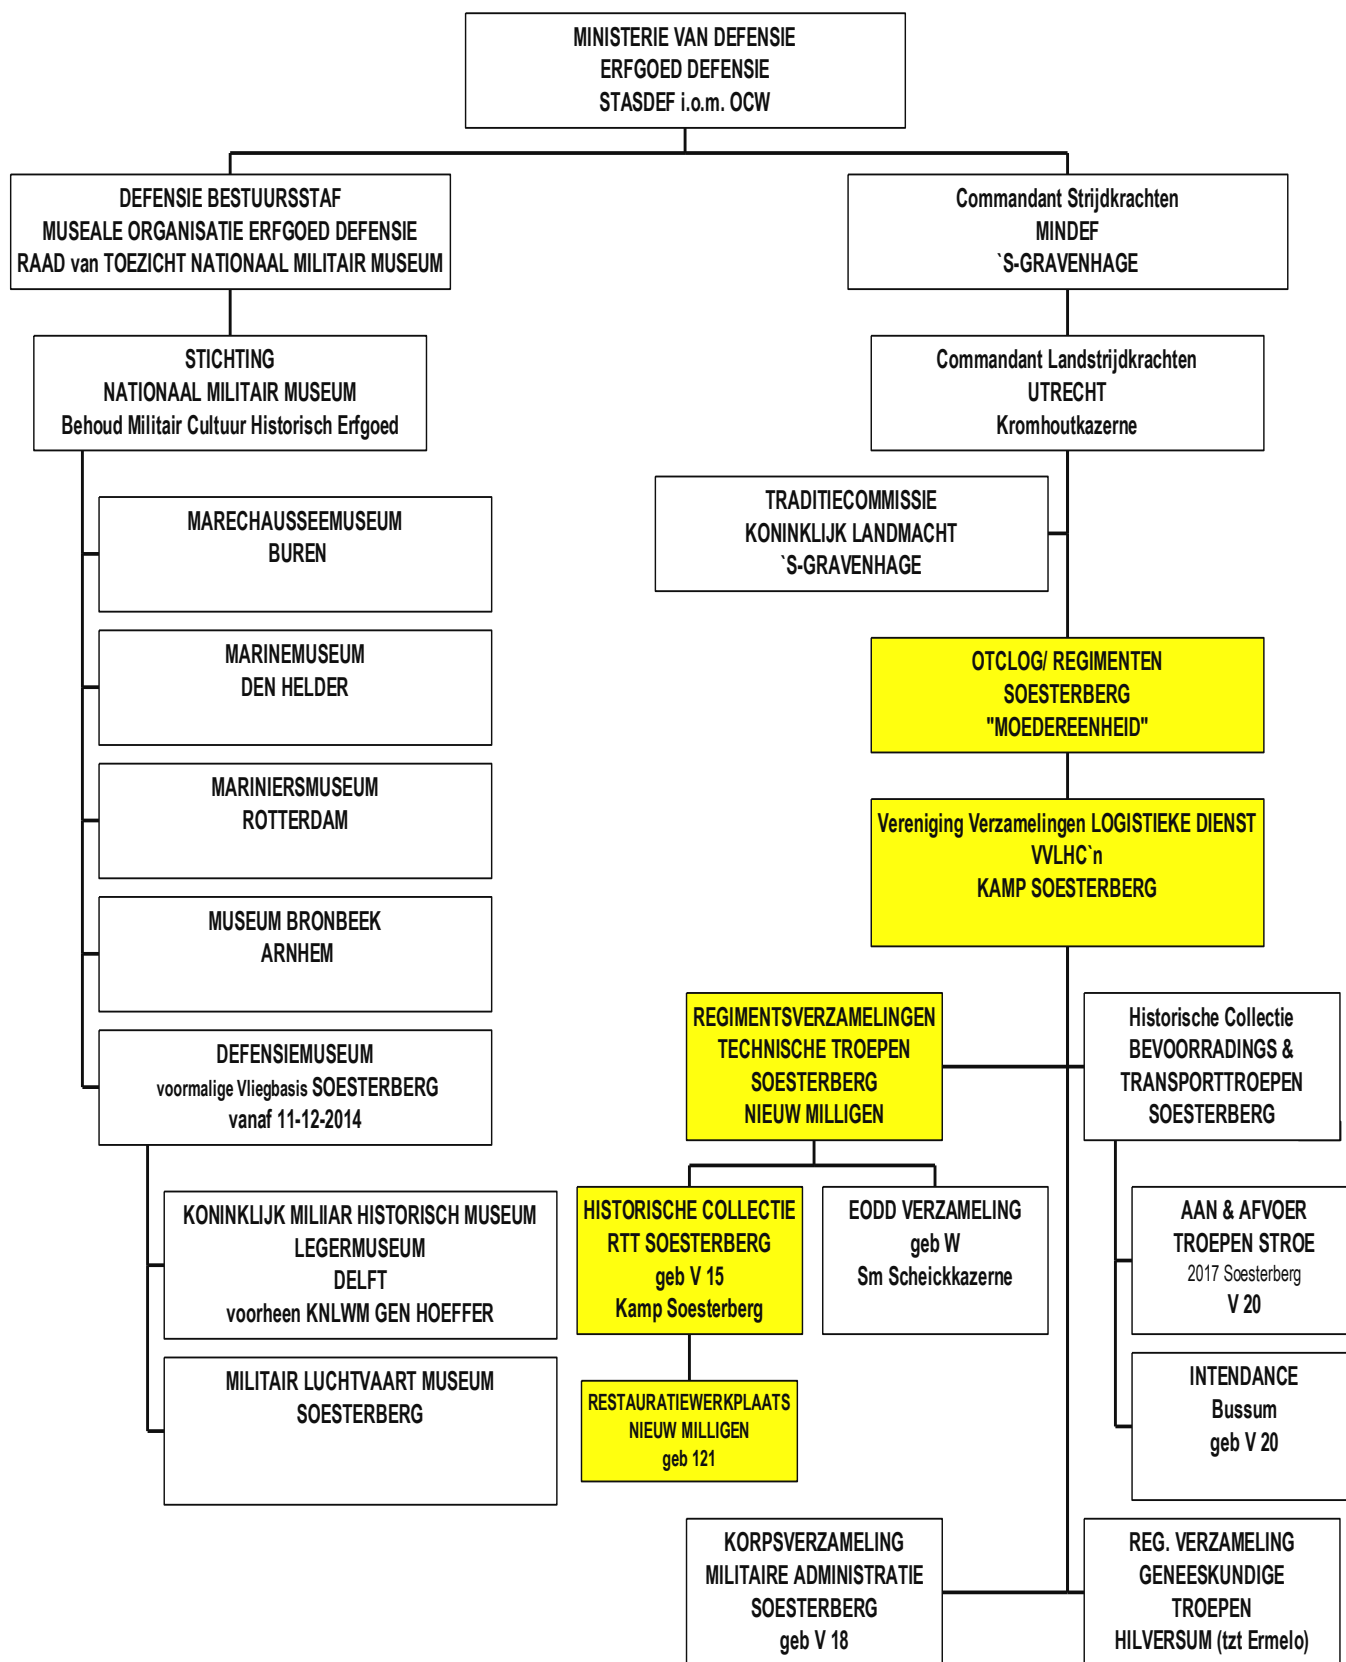 MINISTERIE VAN DEFENSIE
ERFGOED DEFENSIE
STASDEF i.o.m. OCW
DEFENSIE BESTUURSSTAF
MUSEALE ORGANISATIE ERFGOED DEFENSIE
RAAD van TOEZICHT NATIONAAL MILITAIR MUSEUM
Commandant Strijdkrachten
MINDEF
`S-GRAVENHAGE
STICHTING
NATIONAAL MILITAIR MUSEUM
Behoud Militair Cultuur Historisch Erfgoed
Commandant Landstrijdkrachten
UTRECHT
Kromhoutkazerne
MARECHAUSSEEMUSEUM
BUREN
TRADITIECOMMISSIE
KONINKLIJK LANDMACHT
`S-GRAVENHAGE
MARINEMUSEUM
DEN HELDER
OTCLOG/ REGIMENTEN
SOESTERBERG
"MOEDEREENHEID"
MARINIERSMUSEUM
ROTTERDAM
Vereniging Verzamelingen LOGISTIEKE DIENST
VVLHC`n
KAMP SOESTERBERG
MUSEUM BRONBEEK
ARNHEM
DEFENSIEMUSEUM
voormalige Vliegbasis SOESTERBERG
vanaf 11-12-2014
REGIMENTSVERZAMELINGEN
TECHNISCHE TROEPEN
SOESTERBERG
NIEUW MILLIGEN
Historische Collectie
BEVOORRADINGS &
TRANSPORTTROEPEN
SOESTERBERG
KONINKLIJK MILIIAR HISTORISCH MUSEUM
LEGERMUSEUM
DELFT
voorheen KNLWM GEN HOEFFER
HISTORISCHE COLLECTIE
RTT SOESTERBERG
geb V 15
Kamp Soesterberg
EODD VERZAMELING
geb W
Sm Scheickkazerne
AAN & AFVOER
TROEPEN STROE
2017 Soesterberg
V 20
MILITAIR LUCHTVAART MUSEUM
SOESTERBERG
RESTAURATIEWERKPLAATS
NIEUW MILLIGEN
geb 121
INTENDANCE
Bussum
geb V 20
KORPSVERZAMELING
MILITAIRE ADMINISTRATIE
SOESTERBERG
geb V 18
REG. VERZAMELING
GENEESKUNDIGE
TROEPEN
HILVERSUM (tzt Ermelo)